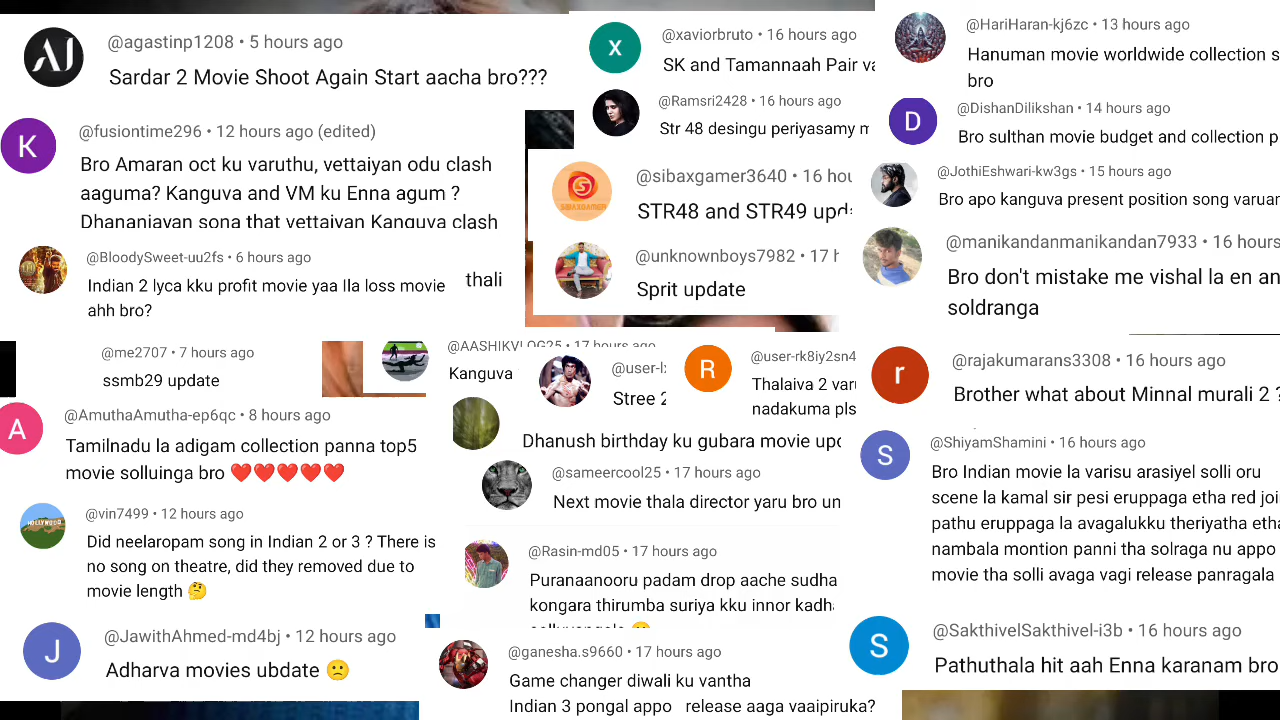 @agastinp1208 • 5 hours ago
Sardar 2 Movie Shoot Again Start aacha bro???
K
@fusiontime296 • 12 hours ago (edited)
Bro Amaran oct ku varuthu, vettaiyan odu clash
aaguma? Kanguva and VM ku Enna agum ?
Dhananjayan sona that vettaiyan Kanguva clash
@BloodySweet-uu2fs • 6 hours ago
Indian 2 lyca kku profit movie yaa Ila loss movie
ahh bro?
thali
@me2707 • 7 hours ago
ssmb29 update
A
@AmuthaAmutha-ep6qc • 8 hours ago
Tamilnadu la adigam collection panna top5
movie solluinga bro ❤️❤️❤️❤️❤️
HOLLYWOOD
@vin7499 • 12 hours ago
Did neelaropam song in Indian 2 or 3 ? There is
no song on theatre, did they removed due to
movie length 🤔
J
@JawithAhmed-md4bj • 12 hours ago
Adharva movies ubdate 🙁
X
@xaviorbruto • 16 hours ago
SK and Tamannaah Pair
@Ramsri2428 • 16 hours ago
Str 48 desingu periyasamy
@sibaxgamer3640 • 16
STR48 and STR49
@unknownboys7982 • 17
Sprit update
@AASHIKVLOG25 • 17 hours ago
Kanguva
Stree 2
R
@user-rk8iy2sn4
Thalaiva 2
nadakuma pls
Dhanush birthday ku gubara movie
@sameercool25 • 17 hours ago
Next movie thala director yaru bro
@Rasin-md05 • 17 hours ago
Puranaanooru padam drop aache sudha
kongara thirumba suriya kku innor
@ganesha.s9660 • 17 hours ago
Game changer diwali ku vantha
Indian 3 pongal appo release aaga vaaipiruka?
@HariHaran-kj6zc • 13 hours ago
Hanuman movie worldwide collection
bro
D
@DishanDilikshan • 14 hours ago
Bro sulthan movie budget and collection
@JothiEshwari-kw3gs • 15 hours ago
Bro apo kanguva present position song
@manikandanmanikandan7933 • 16 hours
Bro don't mistake me vishal la en
soldranga
r
@rajakumarans3308 • 16 hours ago
Brother what about Minnal murali 2 ?
S
@ShiyamShamini • 16 hours ago
Bro Indian movie la varisu arasiyel solli oru
scene la kamal sir pesi eruppaga etha red
pathu eruppaga la avagalukku theriyatha
nambala montion panni tha solraga nu appo
movie tha solli avaga vagi release panragala
S
@SakthivelSakthivel-i3b • 16 hours ago
Pathuthala hit aah Enna karanam bro